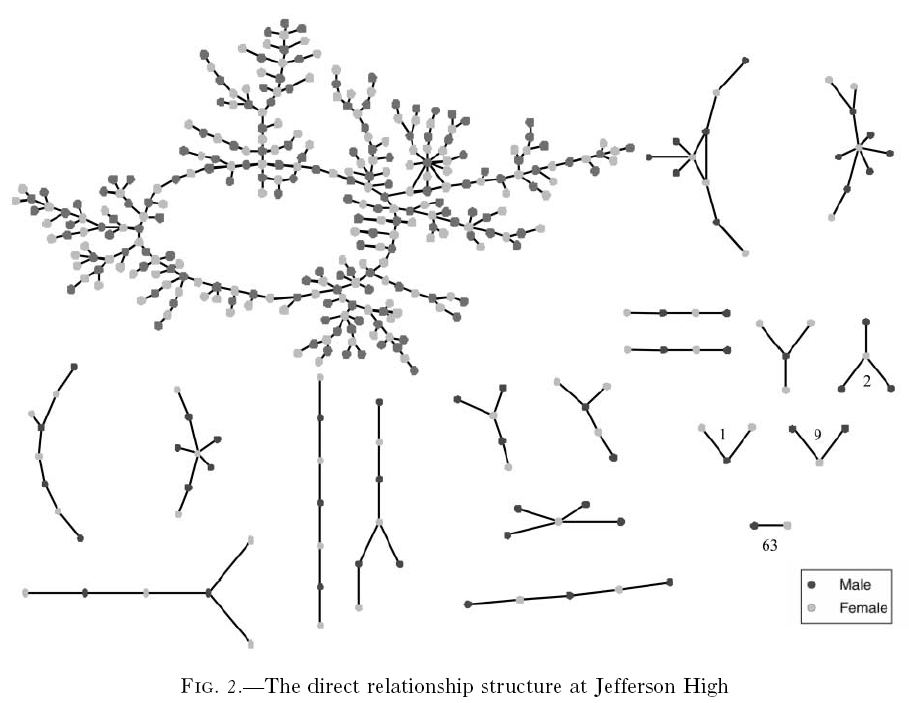 2
1
9
63
Male
Female
FIG. 2.—The direct relationship structure at Jefferson High